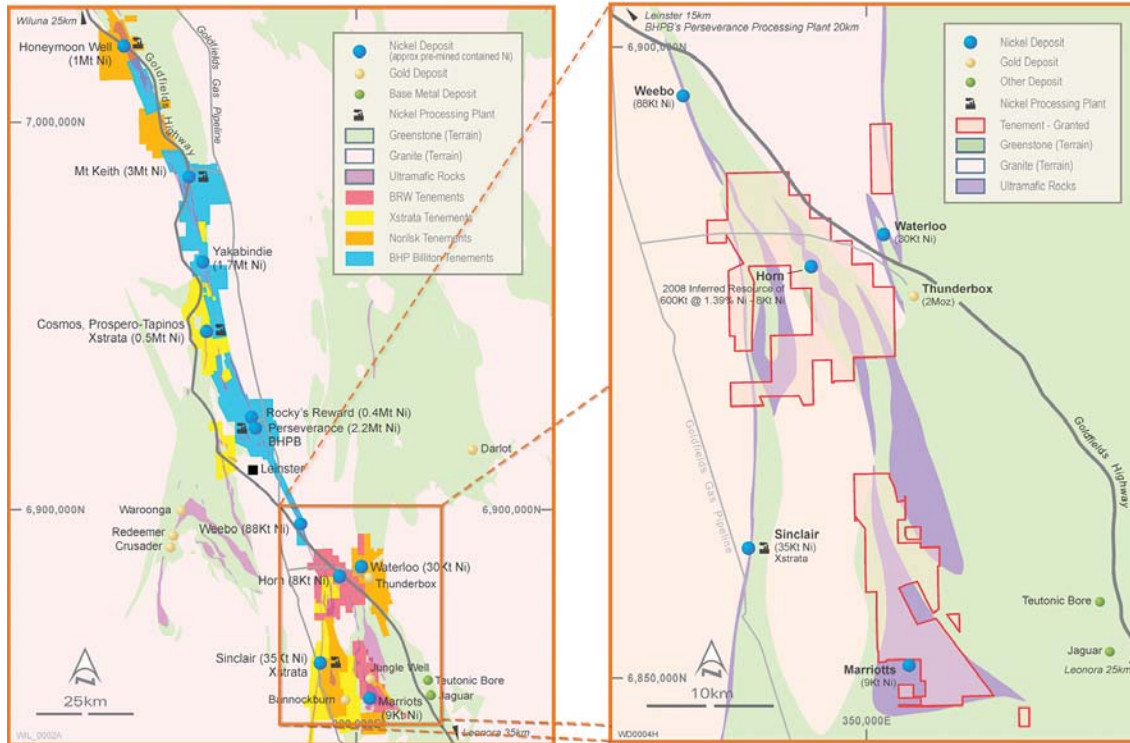 Wiluna 25km
Honeymoon Well
(1Mt Ni)
Goldfields Highway
Goldfields Gas Pipeline
7,000,000N
Mt Keith (3Mt Ni)
Yakabindie
(1.7Mt Ni)
Cosmos, Prospero-Tapinos
Xstrata (0.5Mt Ni)
Rocky's Reward (0.4Mt Ni)
Perseverance (2.2Mt Ni)
BHPB
Leinster
Darlot
6,900,000N
6,900,000N
Waroonga
Redeemer
Crusader
Weebo (88Kt Ni)
Waterloo (30Kt Ni)
Thunderbox
Horn (8Kt Ni)
Sinclair (35Kt Ni)
Xstrata
Jungle Well
Bannockburn
Teutonic Bore
Jaguar
Marriots
(9Kt Ni)
25km
Leonora 35km
WIL_0002A
Nickel Deposit
(approx pre-mined contained Ni)
Gold Deposit
Base Metal Deposit
Nickel Processing Plant
Greenstone (Terrain)
Granite (Terrain)
Ultramafic Rocks
BRW Tenements
Xstrata Tenements
Norilsk Tenements
BHP Billiton Tenements
Leinster 15km
BHPB's Perseverance Processing Plant 20km
6,900,000N
Weebo
(88Kt Ni)
Nickel Deposit
Gold Deposit
Other Deposit
Nickel Processing Plant
Tenement - Granted
Greenstone (Terrain)
Granite (Terrain)
Ultramafic Rocks
Waterloo
(30Kt Ni)
Horn
2008 Inferred Resource of
600Kt @ 1.39% Ni - 8Kt Ni
Thunderbox
(2Moz)
Goldfields Highway
Goldfields Gas Pipeline
Sinclair
(35Kt Ni)
Xstrata
Teutonic Bore
Jaguar
Leonora 25km
Marriotts
(9Kt Ni)
6,850,000N
10km
350,000E
WD0004H